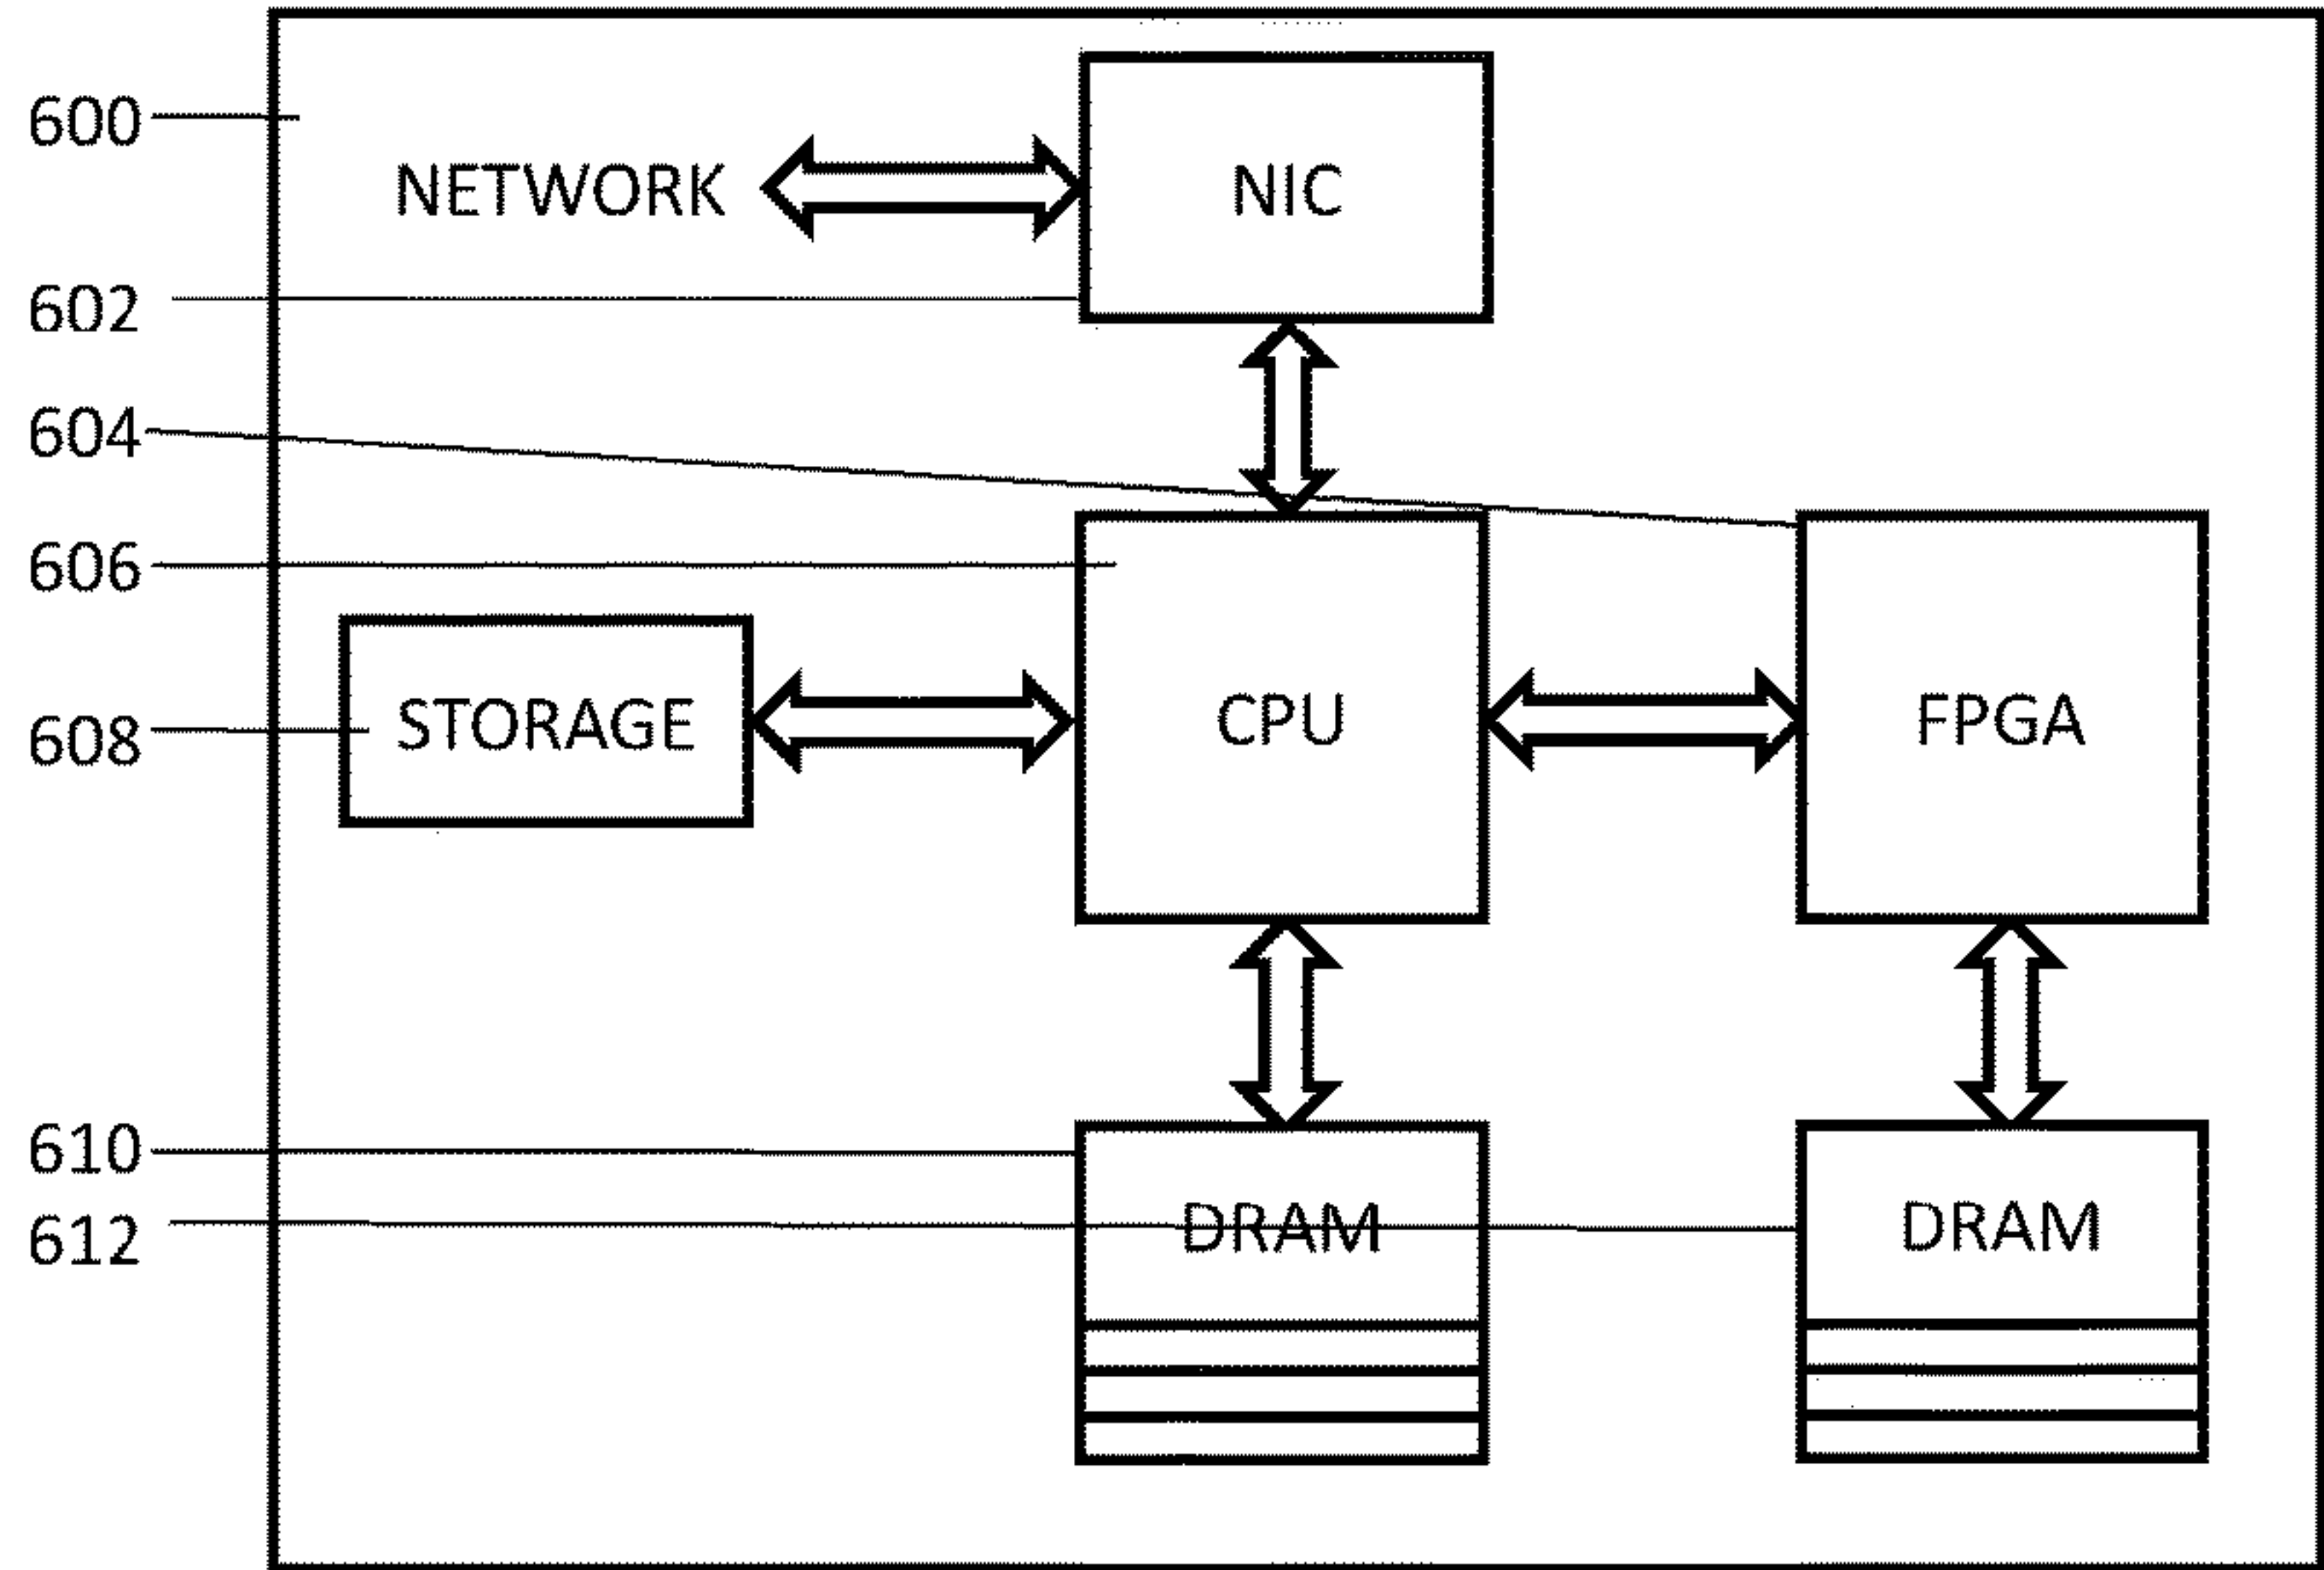 600
NETWORK
NIC
602
604
606
STORAGE
CPU
FPGA
608
610
DRAM
DRAM
612